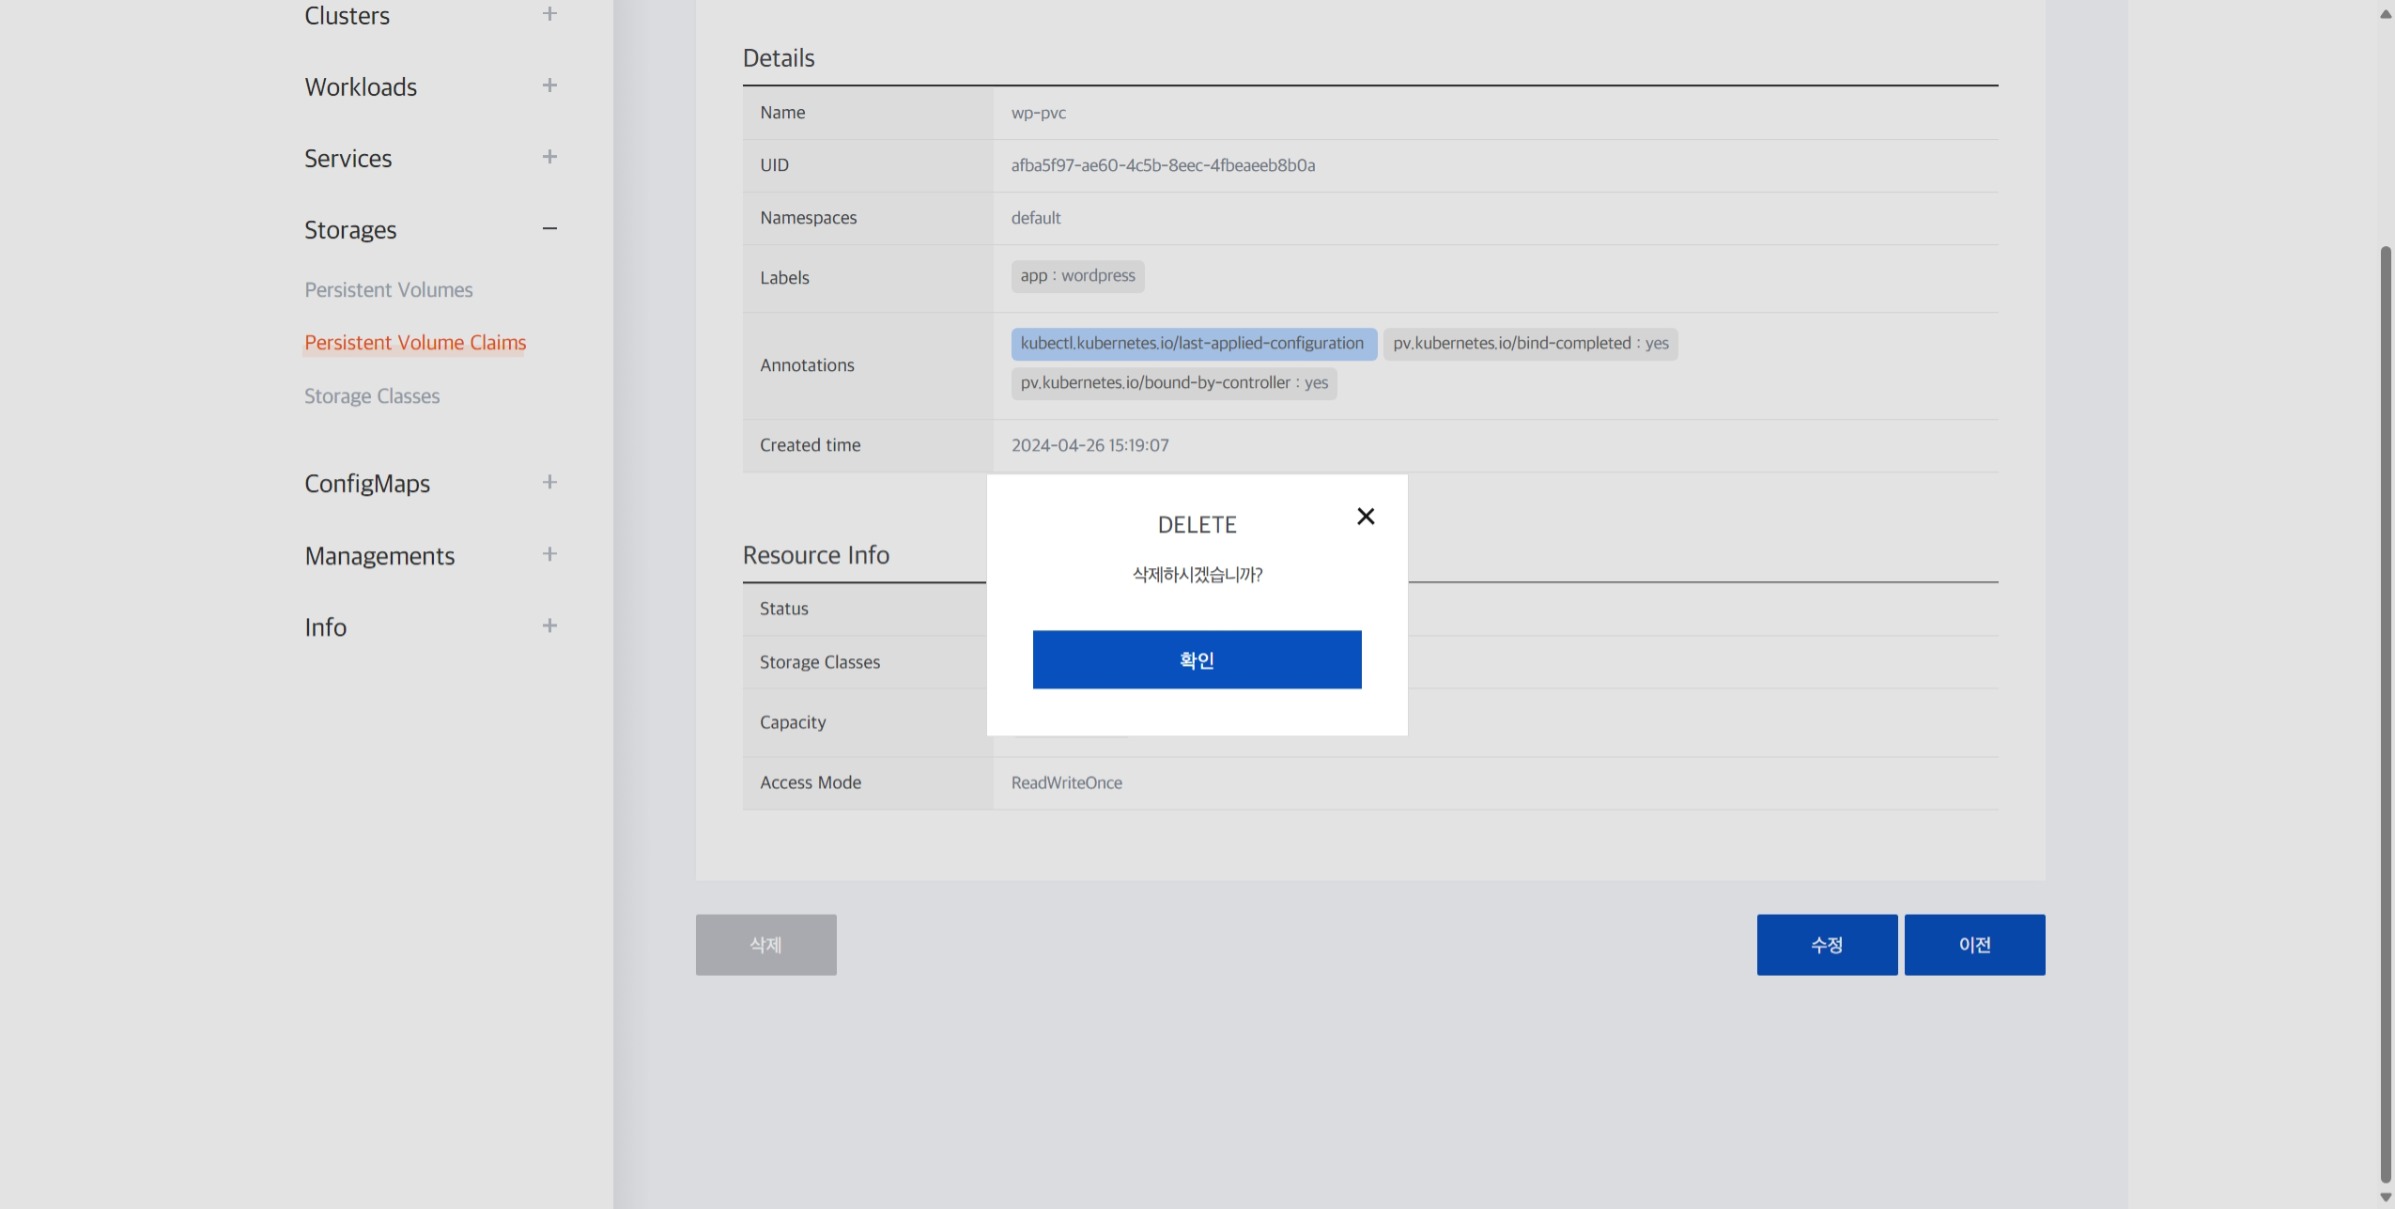 Clusters +
Workloads +
Services +
Storages −
Persistent Volumes
Persistent Volume Claims
Storage Classes
ConfigMaps +
Managements +
Info +
Details
Name wp-pvc
UID afba5f97-ae60-4c5b-8eec-4fbeaeeb8b0a
Namespaces default
Labels app : wordpress
Annotations kubectl.kubernetes.io/last-applied-configuration pv.kubernetes.io/bind-completed : yes
pv.kubernetes.io/bound-by-controller : yes
Created time 2024-04-26 15:19:07
DELETE
삭제하시겠습니까?
확인
Resource Info
Status
Storage Classes
Capacity
Access Mode ReadWriteOnce
삭제 수정 이전